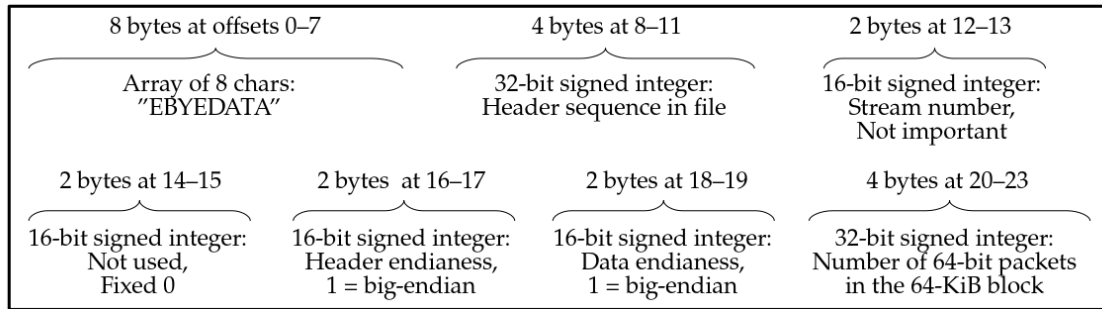 8 bytes at offsets 0–7
Array of 8 chars:
”EBYEDATA”
4 bytes at 8–11
32-bit signed integer:
Header sequence in file
2 bytes at 12–13
16-bit signed integer:
Stream number,
Not important
2 bytes at 14–15
16-bit signed integer:
Not used,
Fixed 0
2 bytes at 16–17
16-bit signed integer:
Header endianess,
1 = big-endian
2 bytes at 18–19
16-bit signed integer:
Data endianess,
1 = big-endian
4 bytes at 20–23
32-bit signed integer:
Number of 64-bit packets
in the 64-KiB block